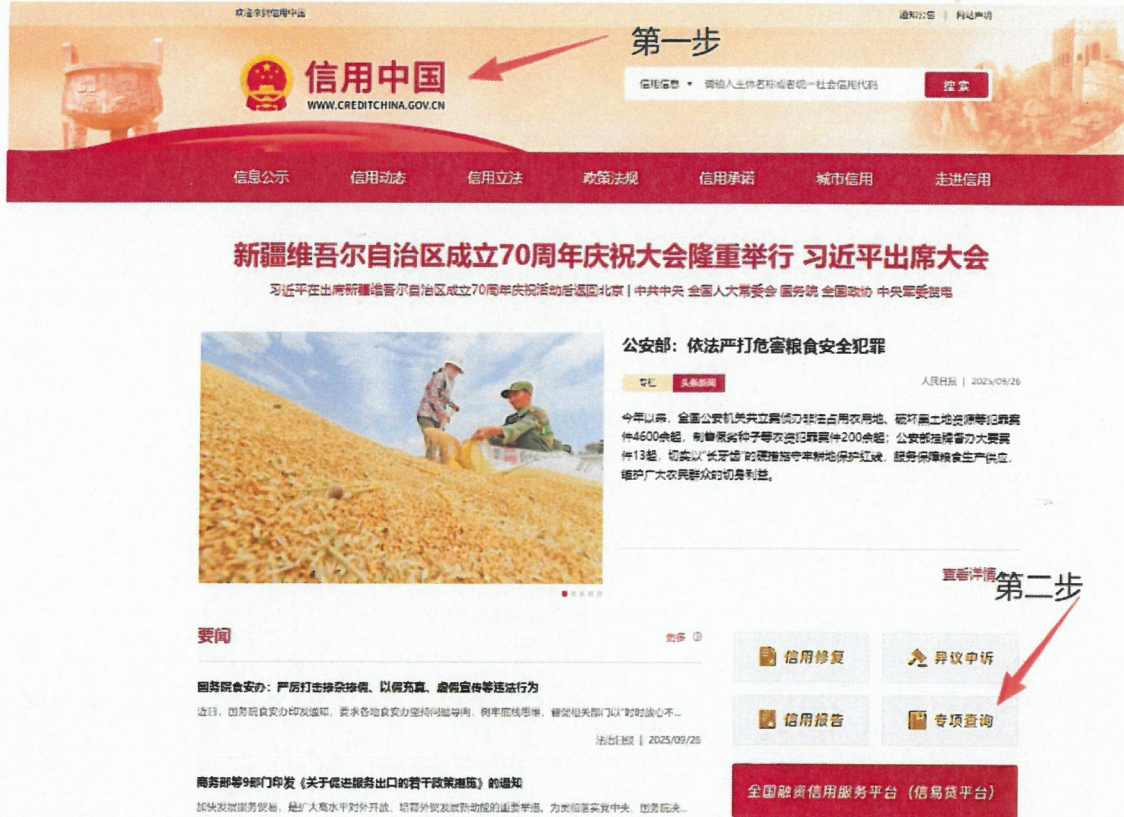 欢迎来到信用中国
通知公告 | 网站声明
第一步
信用中国
WWW.CREDITCHINA.GOV.CN
信用信息 请输入主体名称或者统一社会信用代码 搜索
信息公示 信用动态 信用立法 政策法规 信用承诺 城市信用 走进信用
新疆维吾尔自治区成立70周年庆祝大会隆重举行 习近平出席大会
习近平在出席新疆维吾尔自治区成立70周年庆祝活动后返回北京 | 中共中央 全国人大常委会 国务院 全国政协 中央军委贺电
公安部：依法严打危害粮食安全犯罪
专栏 头条新闻
人民日报 | 2025/09/26
今年以来，全国公安机关共立案侦办非法占用农用地、破坏黑土地资源等犯罪案
件4600余起，制售假劣种子等农资犯罪案件200余起；公安部挂牌督办大要案
件13起，切实以“长牙齿”的硬措施守牢耕地保护红线，服务保障粮食生产供应，
维护广大农民群众的切身利益。
查看详情
第二步
要闻
更多
国务院食安办：严厉打击掺杂掺假、以假充真、虚假宣传等违法行为
近日，国务院食安办印发通知，要求各地食安办坚持问题导向，树牢底线思维，督促相关部门以“时时放心不...
法治日报 | 2025/09/26
商务部等9部门印发《关于促进服务出口的若干政策措施》的通知
加快发展服务贸易，是扩大高水平对外开放、培育外贸发展新动能的重要举措。为贯彻落实党中央、国务院决...
信用修复
异议申诉
信用报告
专项查询
全国融资信用服务平台（信易贷平台）